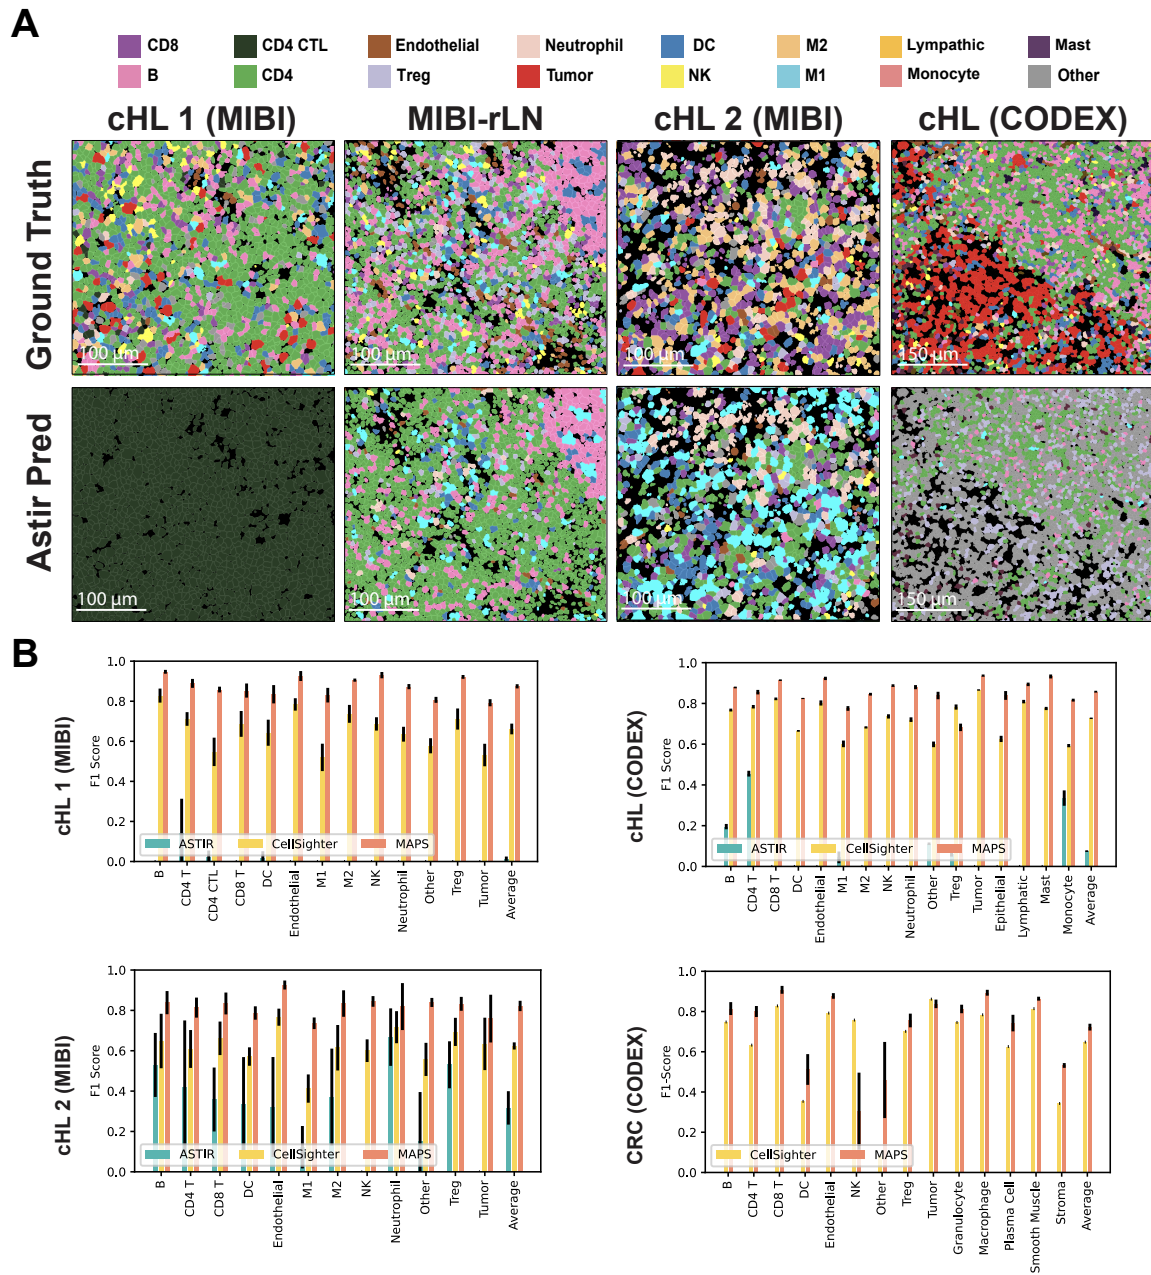 A
CD8 CD4 CTL Endothelial Neutrophil DC M2 Lympathic Mast
B CD4 Treg Tumor NK M1 Monocyte Other
cHL 1 (MIBI) MIBI-rLN cHL 2 (MIBI) cHL (CODEX)
Ground Truth
100 µm 100 µm 100 µm 150 µm
Astir Pred
100 µm 100 µm 100 µm 150 µm
B
cHL 1 (MIBI)
F1 Score
1.0
0.8
0.6
0.4
0.2
0.0
ASTIR CellSighter MAPS
B CD4 T CD4 CTL CD8 T DC Endothelial M1 M2 NK Neutrophil Other Treg Tumor Average
cHL (CODEX)
F1 Score
1.0
0.8
0.6
0.4
0.2
0.0
ASTIR CellSighter MAPS
B CD4 T CD8 T DC Endothelial M1 M2 NK Neutrophil Other Treg Tumor Epithelial Lymphatic Mast Monocyte Average
cHL 2 (MIBI)
F1 Score
1.0
0.8
0.6
0.4
0.2
0.0
ASTIR CellSighter MAPS
B CD4 T CD8 T DC Endothelial M1 M2 NK Neutrophil Other Treg Tumor Average
CRC (CODEX)
F1-Score
1.0
0.8
0.6
0.4
0.2
0.0
CellSighter MAPS
B CD4 T CD8 T DC Endothelial NK Other Treg Tumor Granulocyte Macrophage Plasma Cell Smooth Muscle Stroma Average